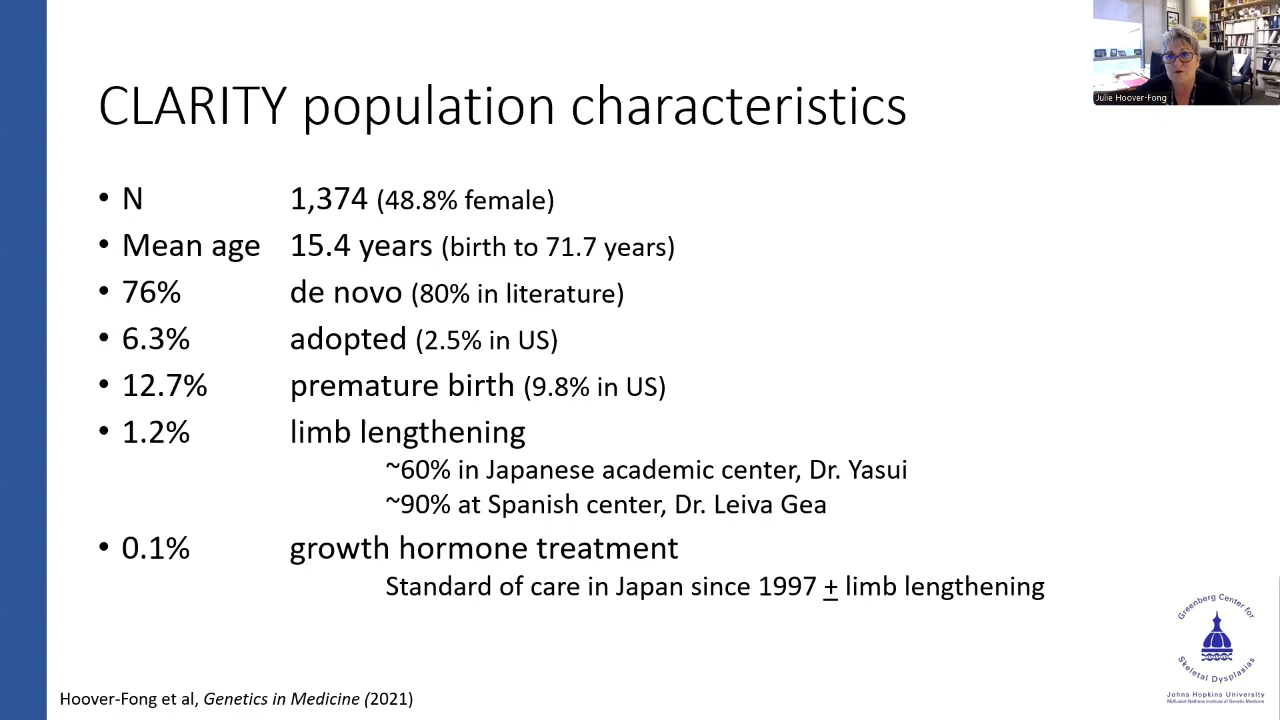 Julie Hoover-Fong
CLARITY population characteristics
• N 1,374 (48.8% female)
• Mean age 15.4 years (birth to 71.7 years)
• 76% de novo (80% in literature)
• 6.3% adopted (2.5% in US)
• 12.7% premature birth (9.8% in US)
• 1.2% limb lengthening
~60% in Japanese academic center, Dr. Yasui
~90% at Spanish center, Dr. Leiva Gea
• 0.1% growth hormone treatment
Standard of care in Japan since 1997 ± limb lengthening
Greenberg Center for
Skeletal Dysplasias
Johns Hopkins University
McKusick-Nathans Institute of Genetic Medicine
Hoover-Fong et al, Genetics in Medicine (2021)